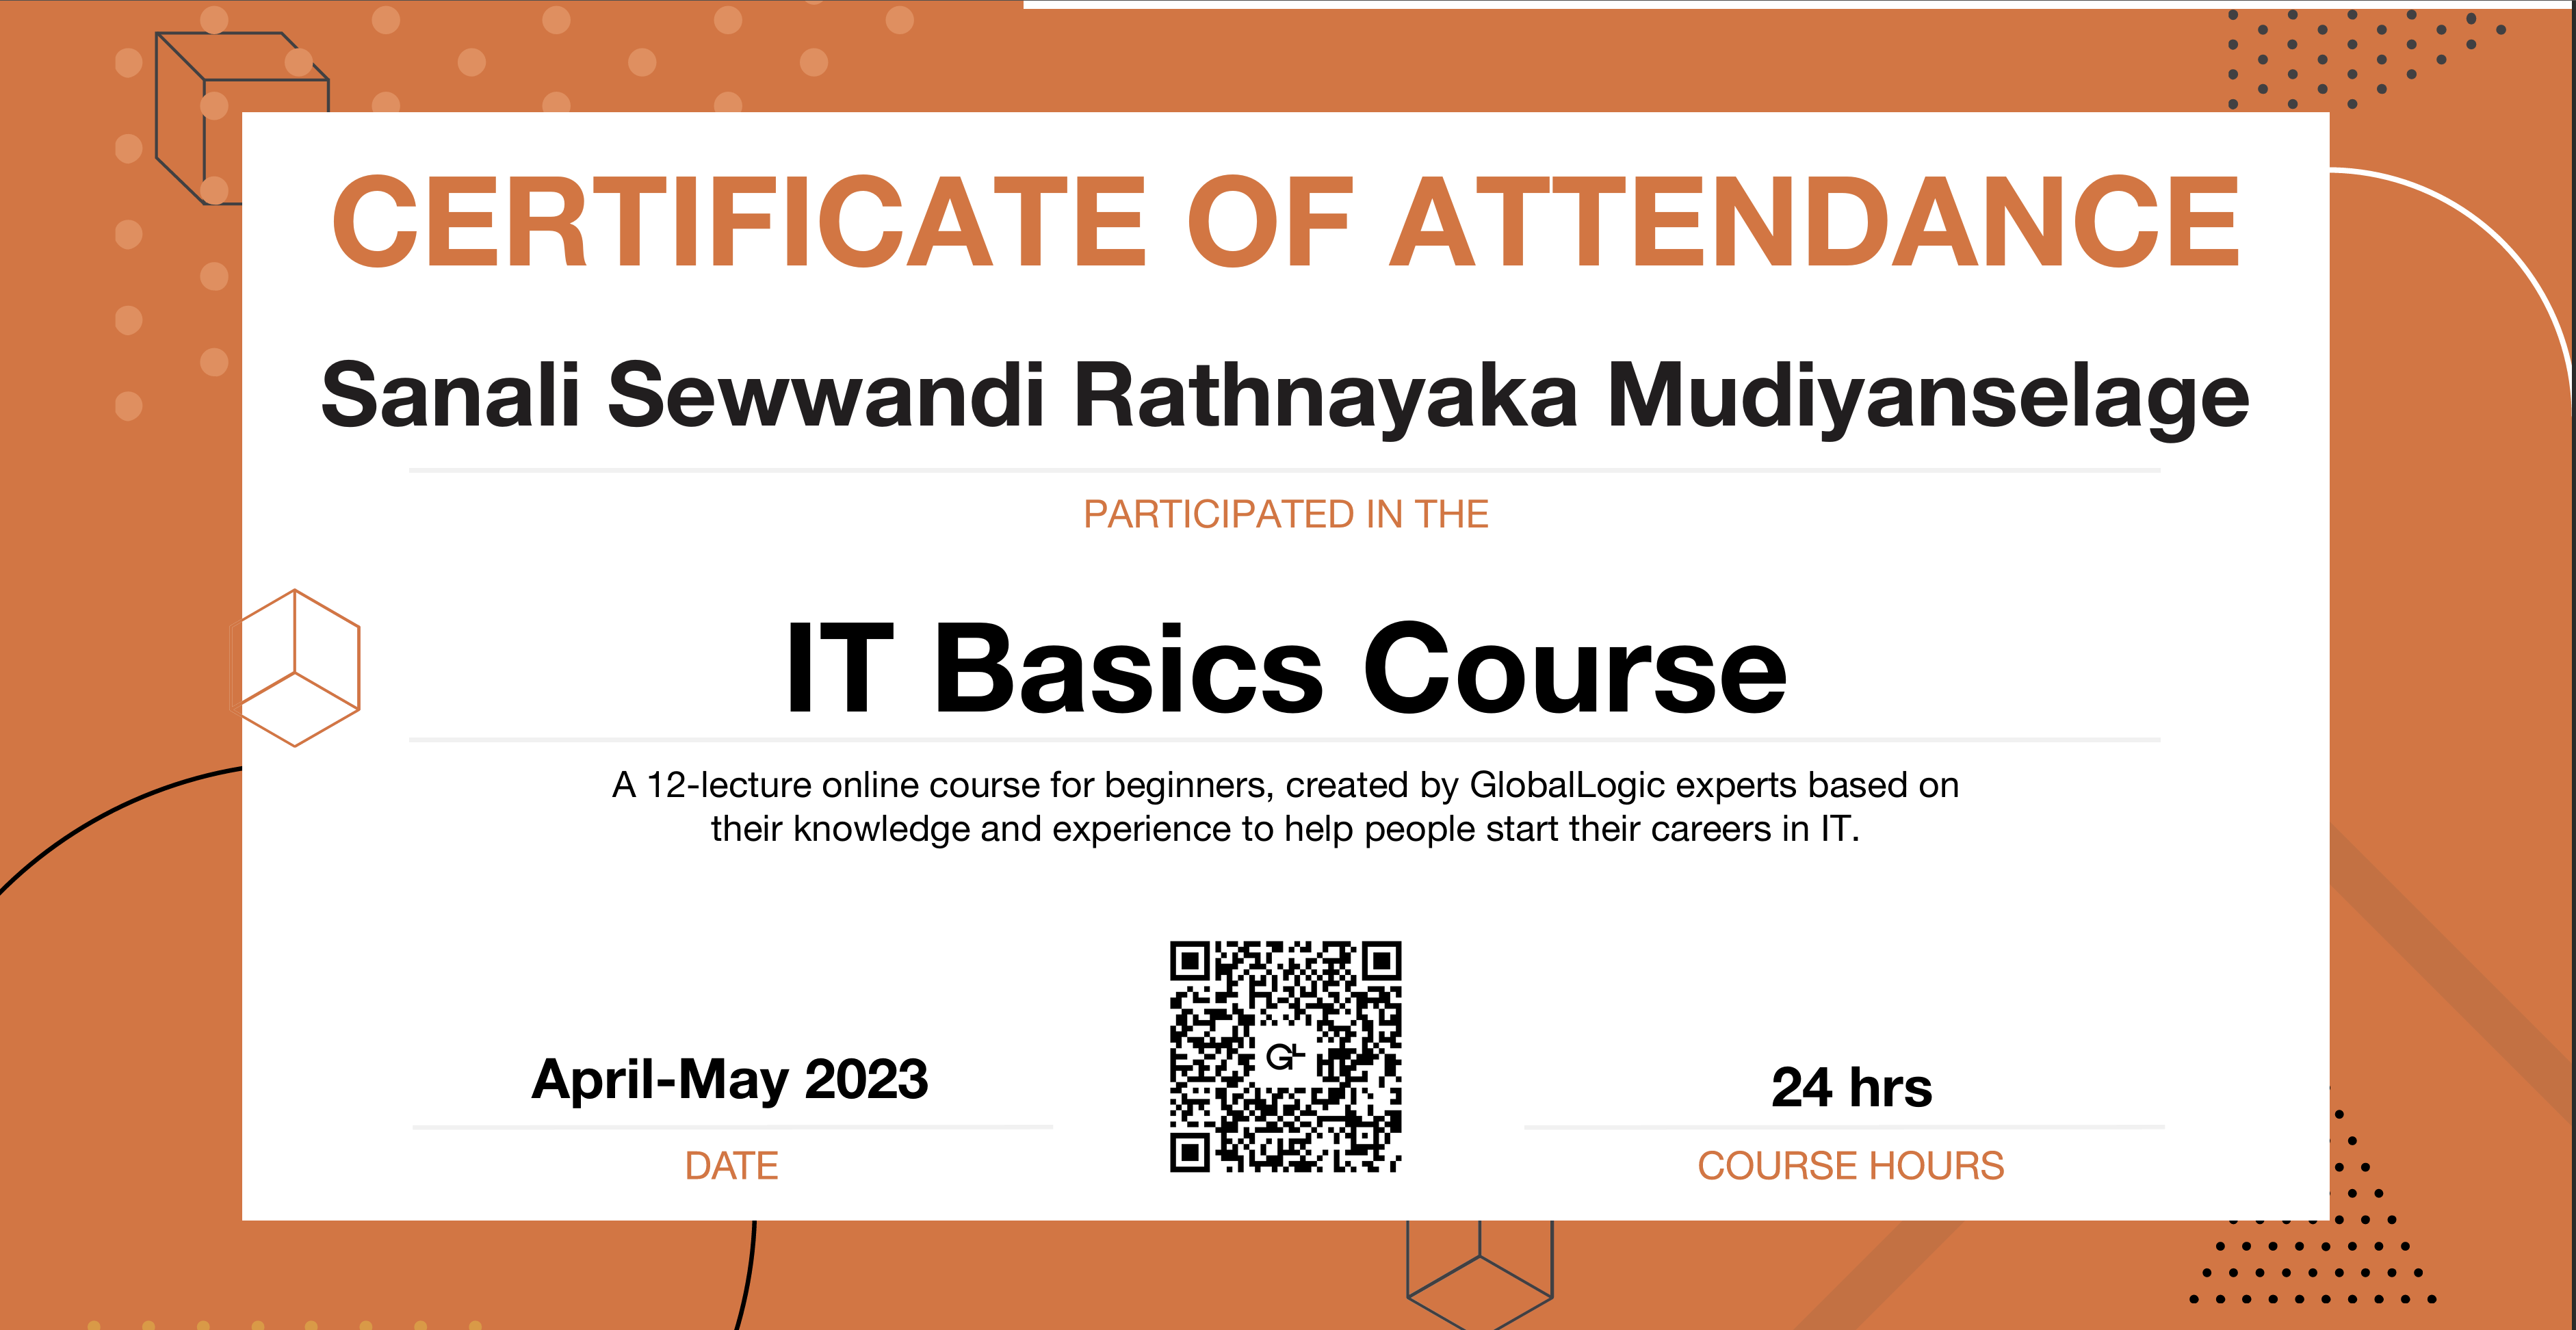 CERTIFICATE OF ATTENDANCE
Sanali Sewwandi Rathnayaka Mudiyanselage
PARTICIPATED IN THE
IT Basics Course
A 12-lecture online course for beginners, created by GlobalLogic experts based on
their knowledge and experience to help people start their careers in IT.
April-May 2023
DATE
GL
24 hrs
COURSE HOURS